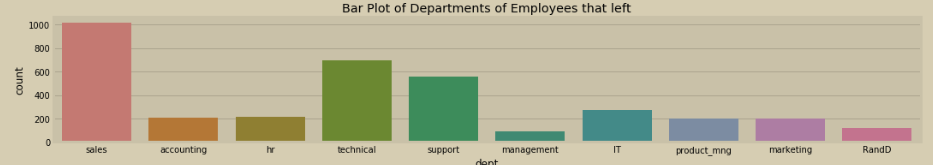 Bar Plot of Departments of Employees that left
1000
800
600
400
200
0
count
sales accounting hr technical support management IT product_mng marketing RandD
dept